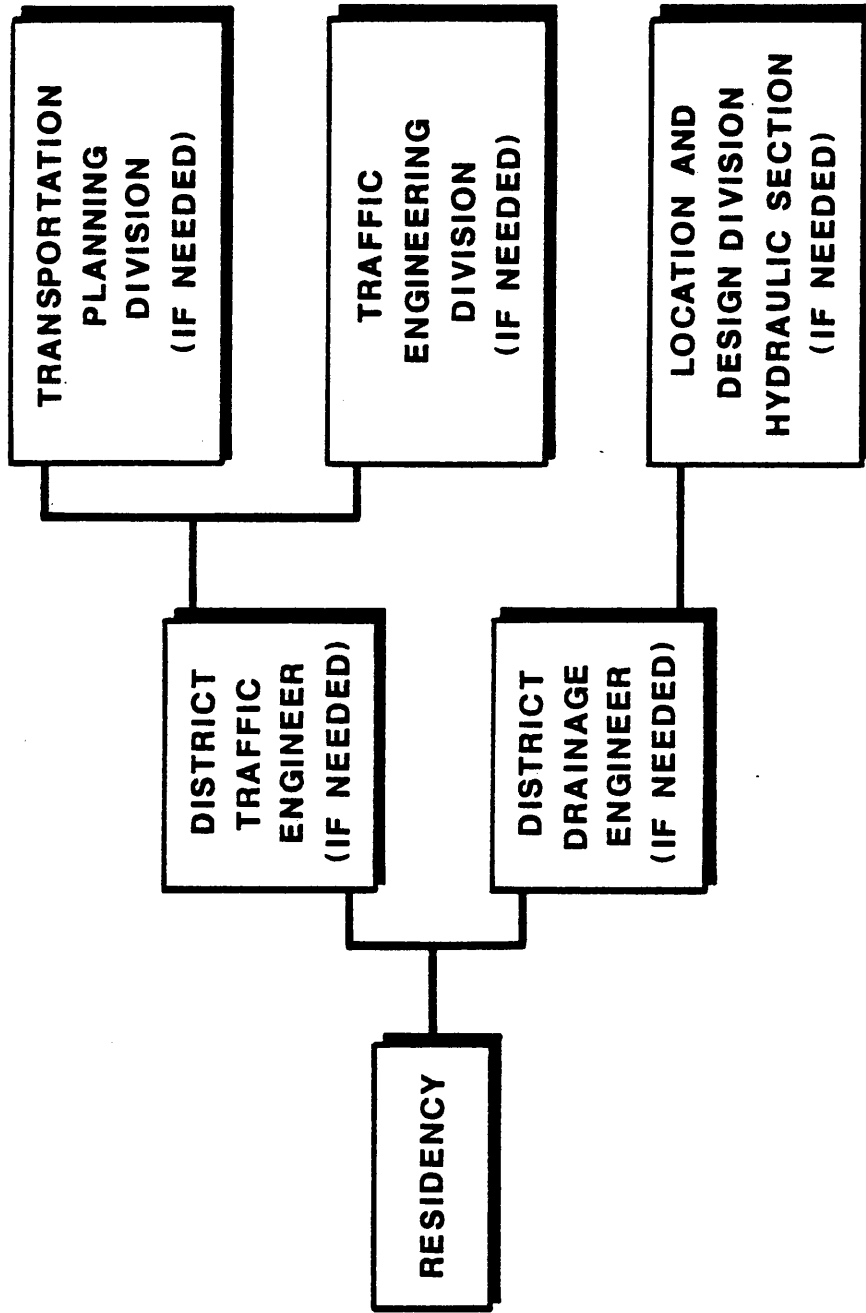 RESIDENCY
DISTRICT
TRAFFIC
ENGINEER
(IF NEEDED)
DISTRICT
DRAINAGE
ENGINEER
(IF NEEDED)
TRANSPORTATION
PLANNING
DIVISION
(IF NEEDED)
TRAFFIC
ENGINEERING
DIVISION
(IF NEEDED)
LOCATION AND
DESIGN DIVISION
HYDRAULIC SECTION
(IF NEEDED)